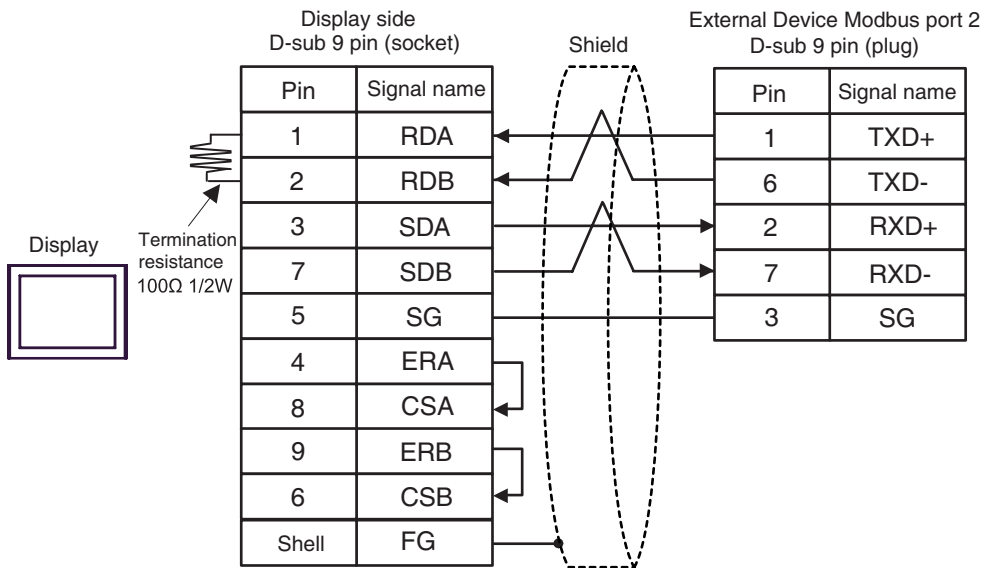 Display side
D-sub 9 pin (socket)
Shield
External Device Modbus port 2
D-sub 9 pin (plug)
Pin Signal name
1 RDA
2 RDB
3 SDA
7 SDB
5 SG
4 ERA
8 CSA
9 ERB
6 CSB
Shell FG
Pin Signal name
1 TXD+
6 TXD-
2 RXD+
7 RXD-
3 SG
Display
Termination
resistance
100Ω 1/2W